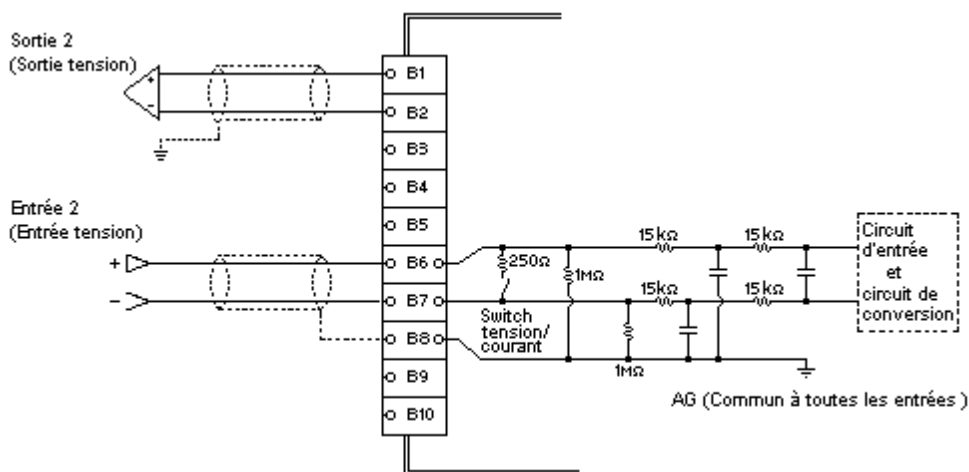 Sortie 2
(Sortie tension)
+
−
B1
B2
B3
B4
B5
Entrée 2
(Entrée tension)
+
−
B6
B7
B8
B9
B10
250Ω
1MΩ
15kΩ
15kΩ
15kΩ
15kΩ
Switch
tension/
courant
1MΩ
Circuit
d'entrée
et
circuit de
conversion
AG (Commun à toutes les entrées )